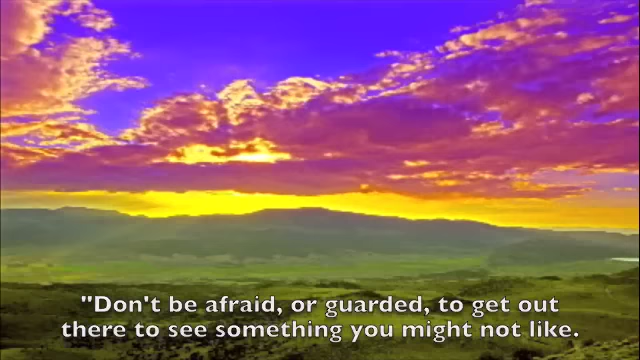 "Don't be afraid, or guarded, to get out
there to see something you might not like.